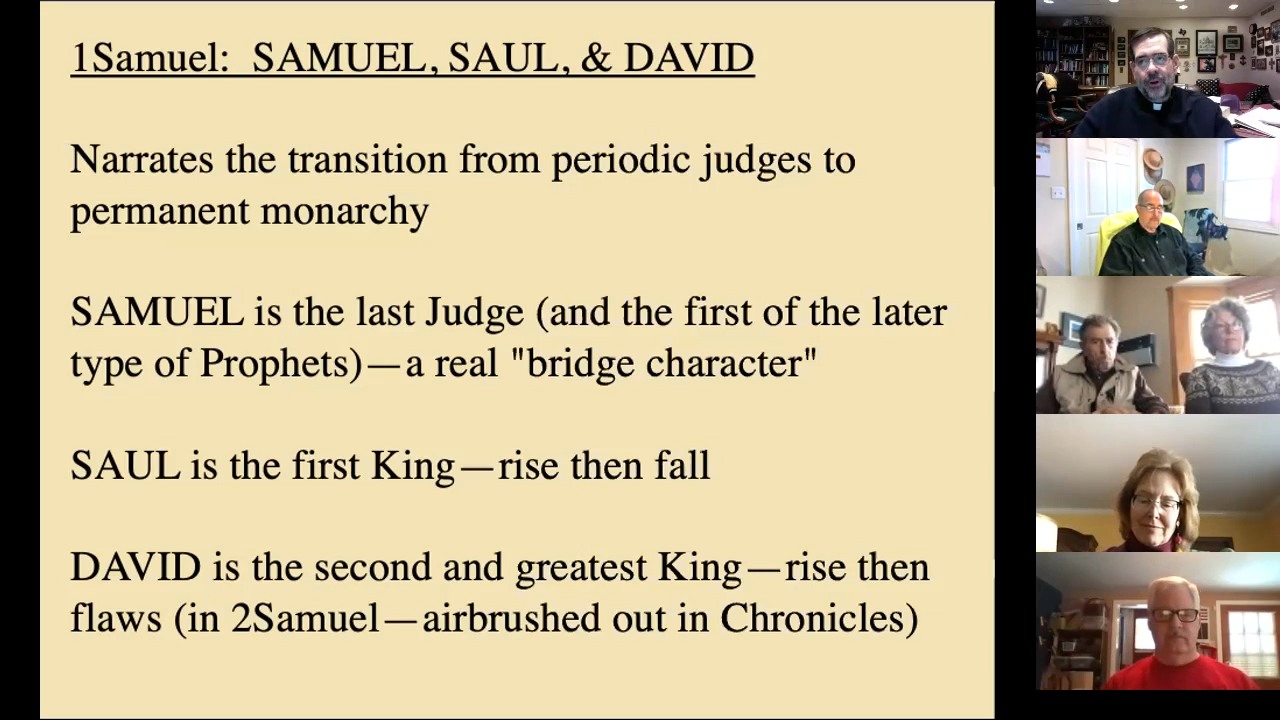 1Samuel:  SAMUEL, SAUL, & DAVID
Narrates the transition from periodic judges to
permanent monarchy
SAMUEL is the last Judge (and the first of the later
type of Prophets)—a real "bridge character"
SAUL is the first King—rise then fall
DAVID is the second and greatest King—rise then
flaws (in 2Samuel—airbrushed out in Chronicles)